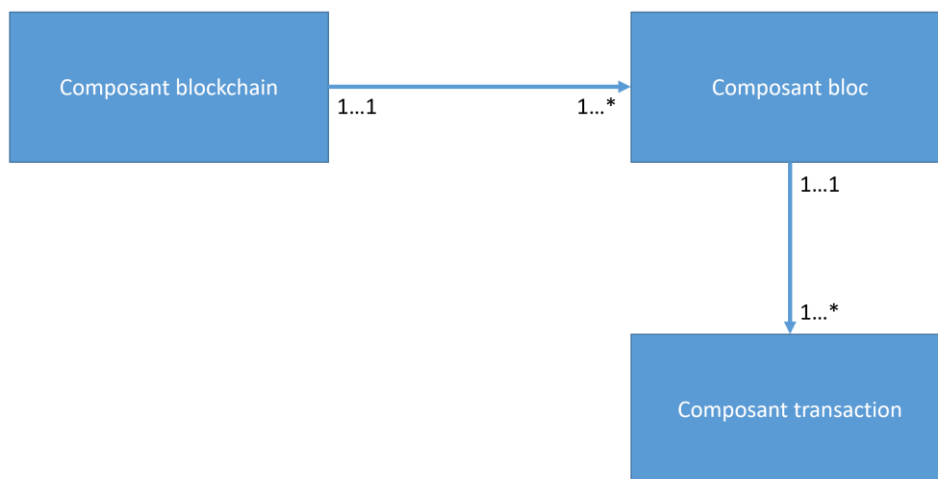 Composant blockchain
Composant bloc
1...1
1...*
1...1
1...*
Composant transaction